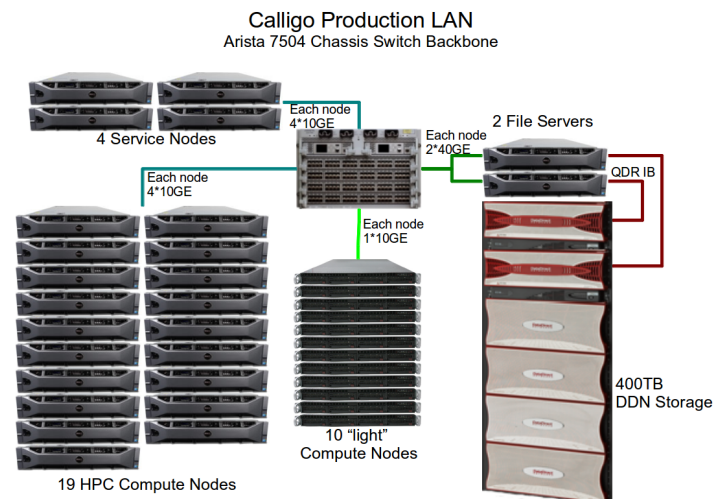 Calligo Production LAN
Arista 7504 Chassis Switch Backbone
4 Service Nodes
Each node
4*10GE
Each node
2*40GE
2 File Servers
QDR IB
Each node
4*10GE
Each node
1*10GE
400TB
DDN Storage
10 “light”
Compute Nodes
19 HPC Compute Nodes